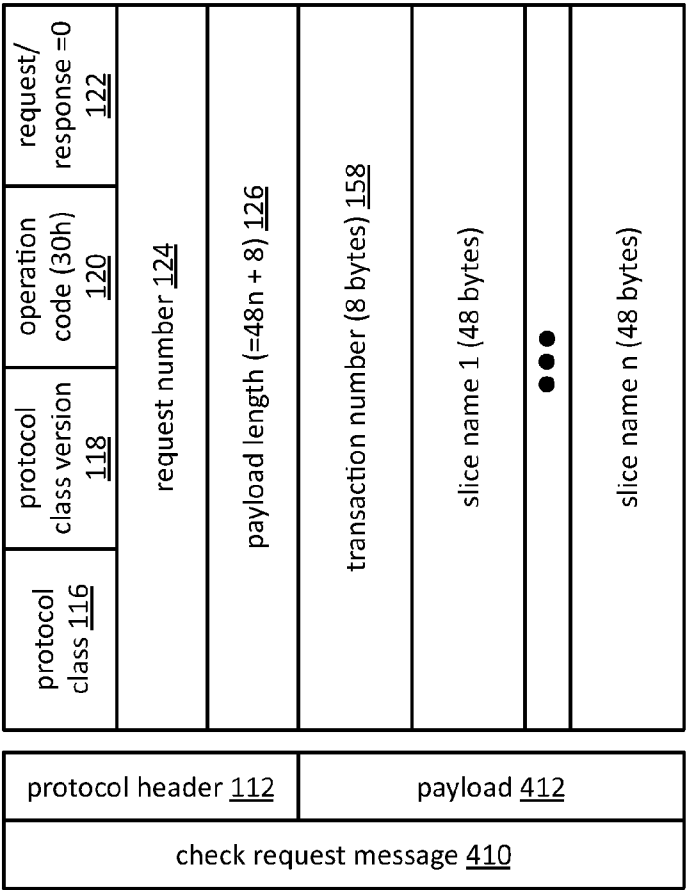 protocol
class 116
protocol
class version
118
operation
code (30h)
120
request/
response =0
122
request number 124
payload length (=48n + 8) 126
transaction number (8 bytes) 158
slice name 1 (48 bytes)
●●●
slice name n (48 bytes)
protocol header 112
payload 412
check request message 410